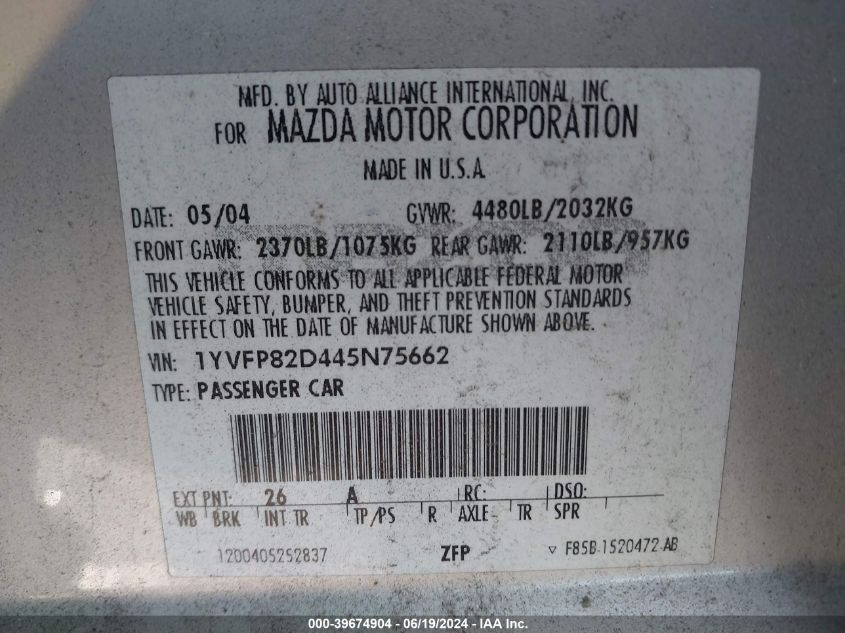 MFD. BY AUTO ALLIANCE INTERNATIONAL, INC.
FOR MAZDA MOTOR CORPORATION
MADE IN U.S.A
DATE: 05/04 GVWR: 4480LB/2032KG
FRONT GAWR: 2370LB/1075KG REAR GAWR: 2110LB/957KG
THIS VEHICLE CONFORMS TO ALL APPLICABLE FEDERAL MOTOR
VEHICLE SAFETY, BUMPER, AND THEFT PREVENTION STANDARDS
IN EFFECT ON THE DATE OF MANUFACTURE SHOWN ABOVE.
VIN: 1YVFP82D445N75662
TYPE: PASSENGER CAR
EXT PNT: 26 A RC: DSO:
WB BRK INT TR TP/PS R AXLE TR SPR
1200405252837 ZFP F85B-1520472-AB
000-39674904 - 06/19/2024 - IAAI.com